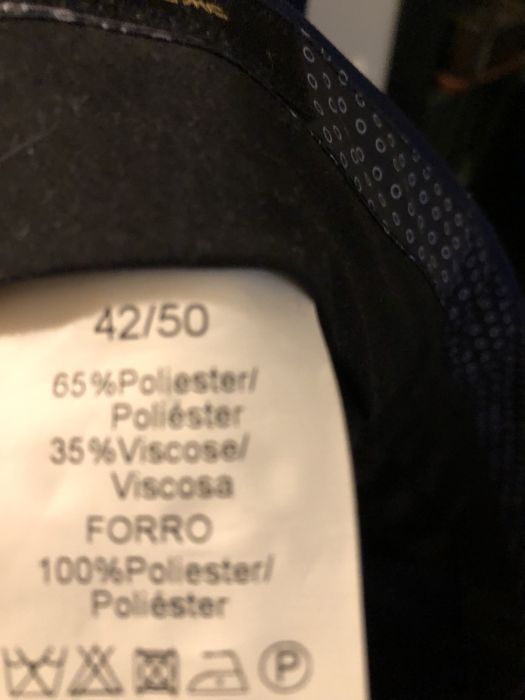 42/50
65%Poliester/
Poliéster
35%Viscose/
Viscosa
FORRO
100%Poliester/
Poliéster
P